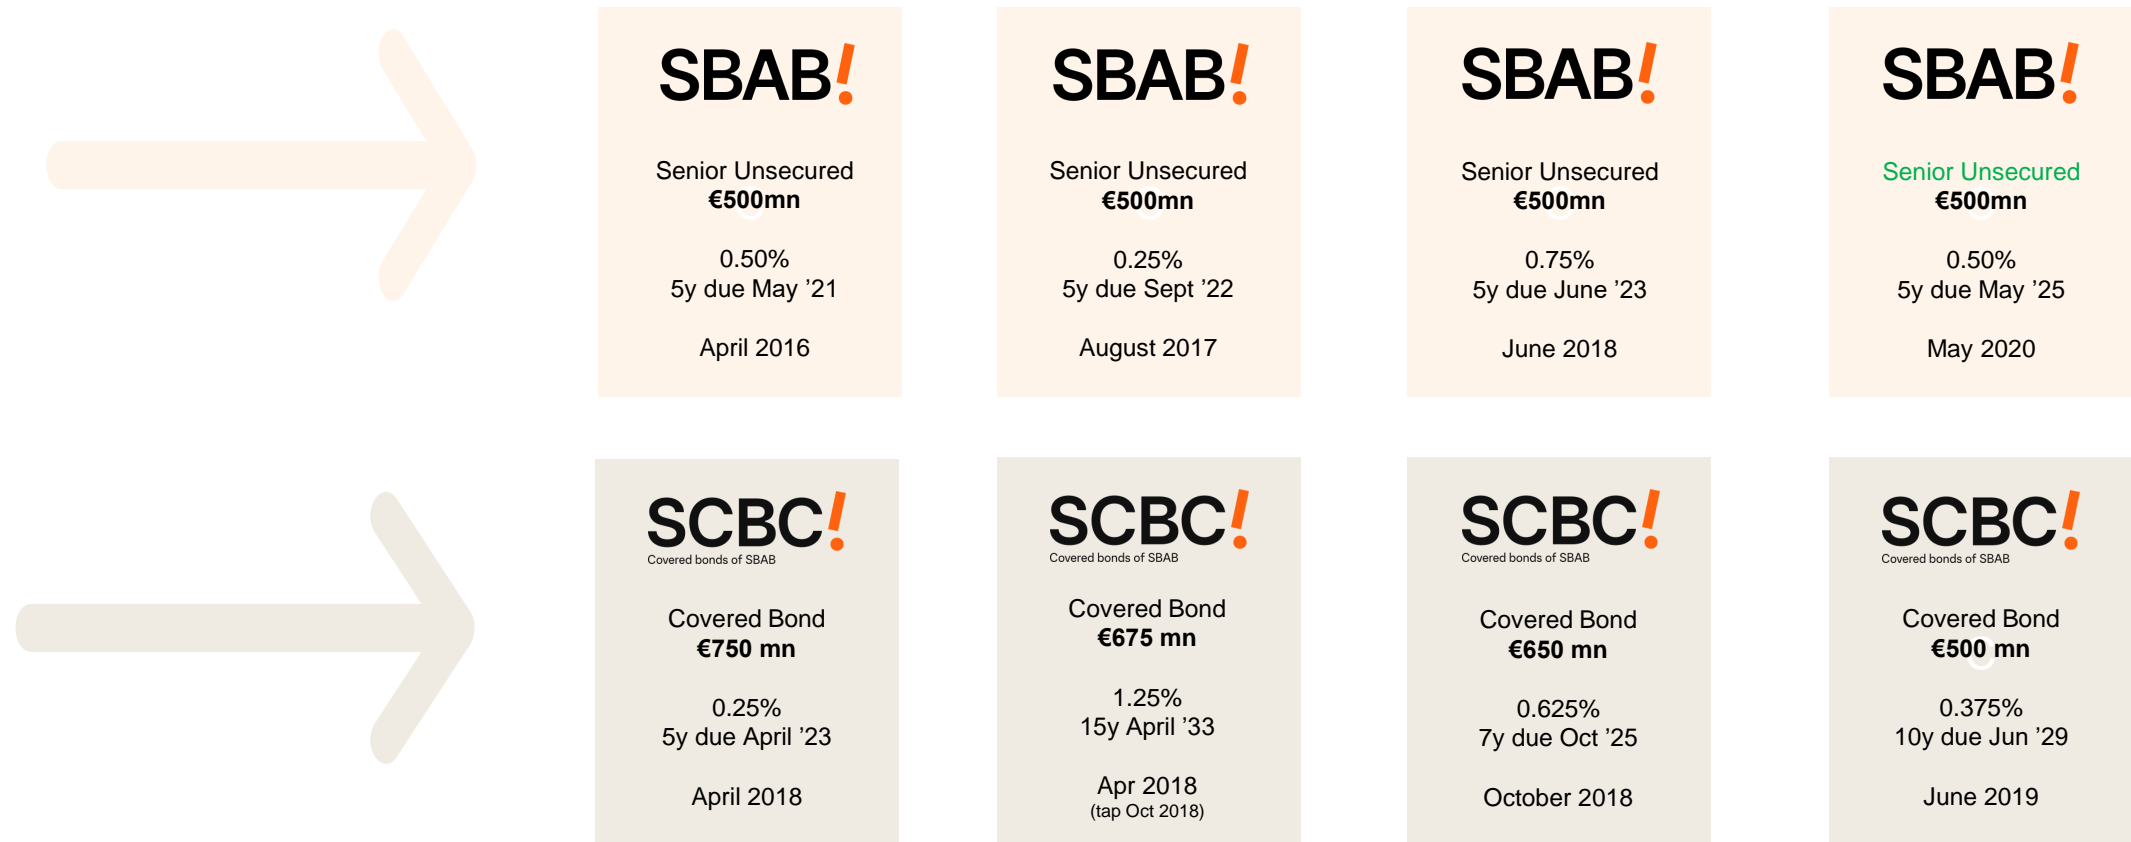 SBAB!
Senior Unsecured
€500mn
0.50%
5y due May ’21
April 2016
SBAB!
Senior Unsecured
€500mn
0.25%
5y due Sept ’22
August 2017
SBAB!
Senior Unsecured
€500mn
0.75%
5y due June ’23
June 2018
SBAB!
Senior Unsecured
€500mn
0.50%
5y due May ’25
May 2020
SCBC!
Covered bonds of SBAB
Covered Bond
€750 mn
0.25%
5y due April ’23
April 2018
SCBC!
Covered bonds of SBAB
Covered Bond
€675 mn
1.25%
15y April ’33
Apr 2018
(tap Oct 2018)
SCBC!
Covered bonds of SBAB
Covered Bond
€650 mn
0.625%
7y due Oct ’25
October 2018
SCBC!
Covered bonds of SBAB
Covered Bond
€500 mn
0.375%
10y due Jun ’29
June 2019